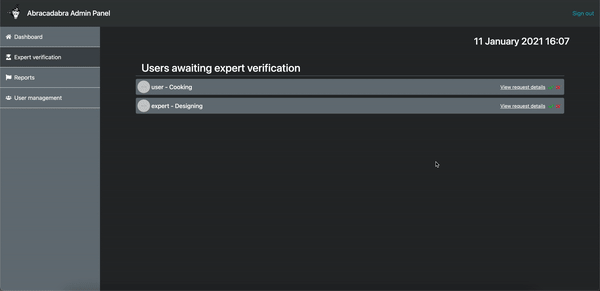 Abracadabra Admin Panel
Sign out
Dashboard
Expert verification
Reports
User management
11 January 2021 16:07
Users awaiting expert verification
user - Cooking
View request details
expert - Designing
View request details